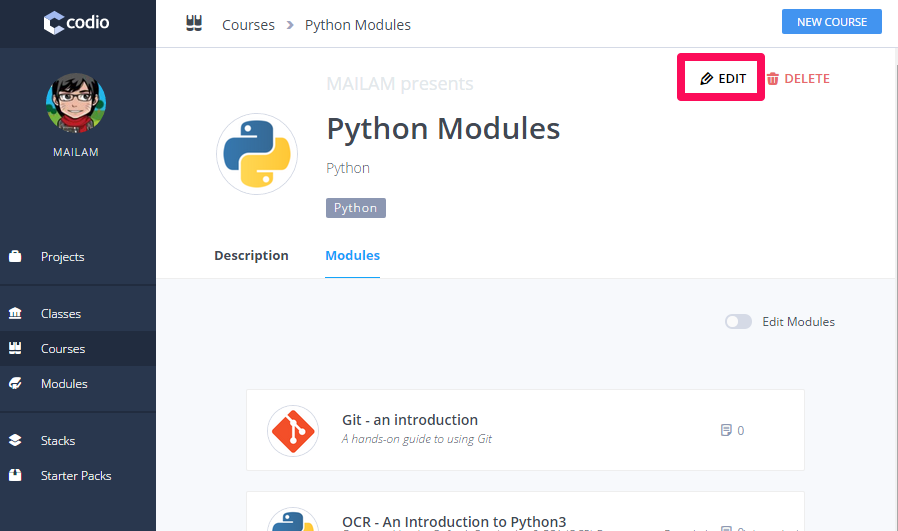 codio
Courses > Python Modules
NEW COURSE
MAILAM
Projects
Classes
Courses
Modules
Stacks
Starter Packs
MAILAM presents
EDIT
DELETE
Python Modules
Python
Python
Description
Modules
Edit Modules
Git - an introduction
A hands-on guide to using Git
0
OCR - An Introduction to Python3